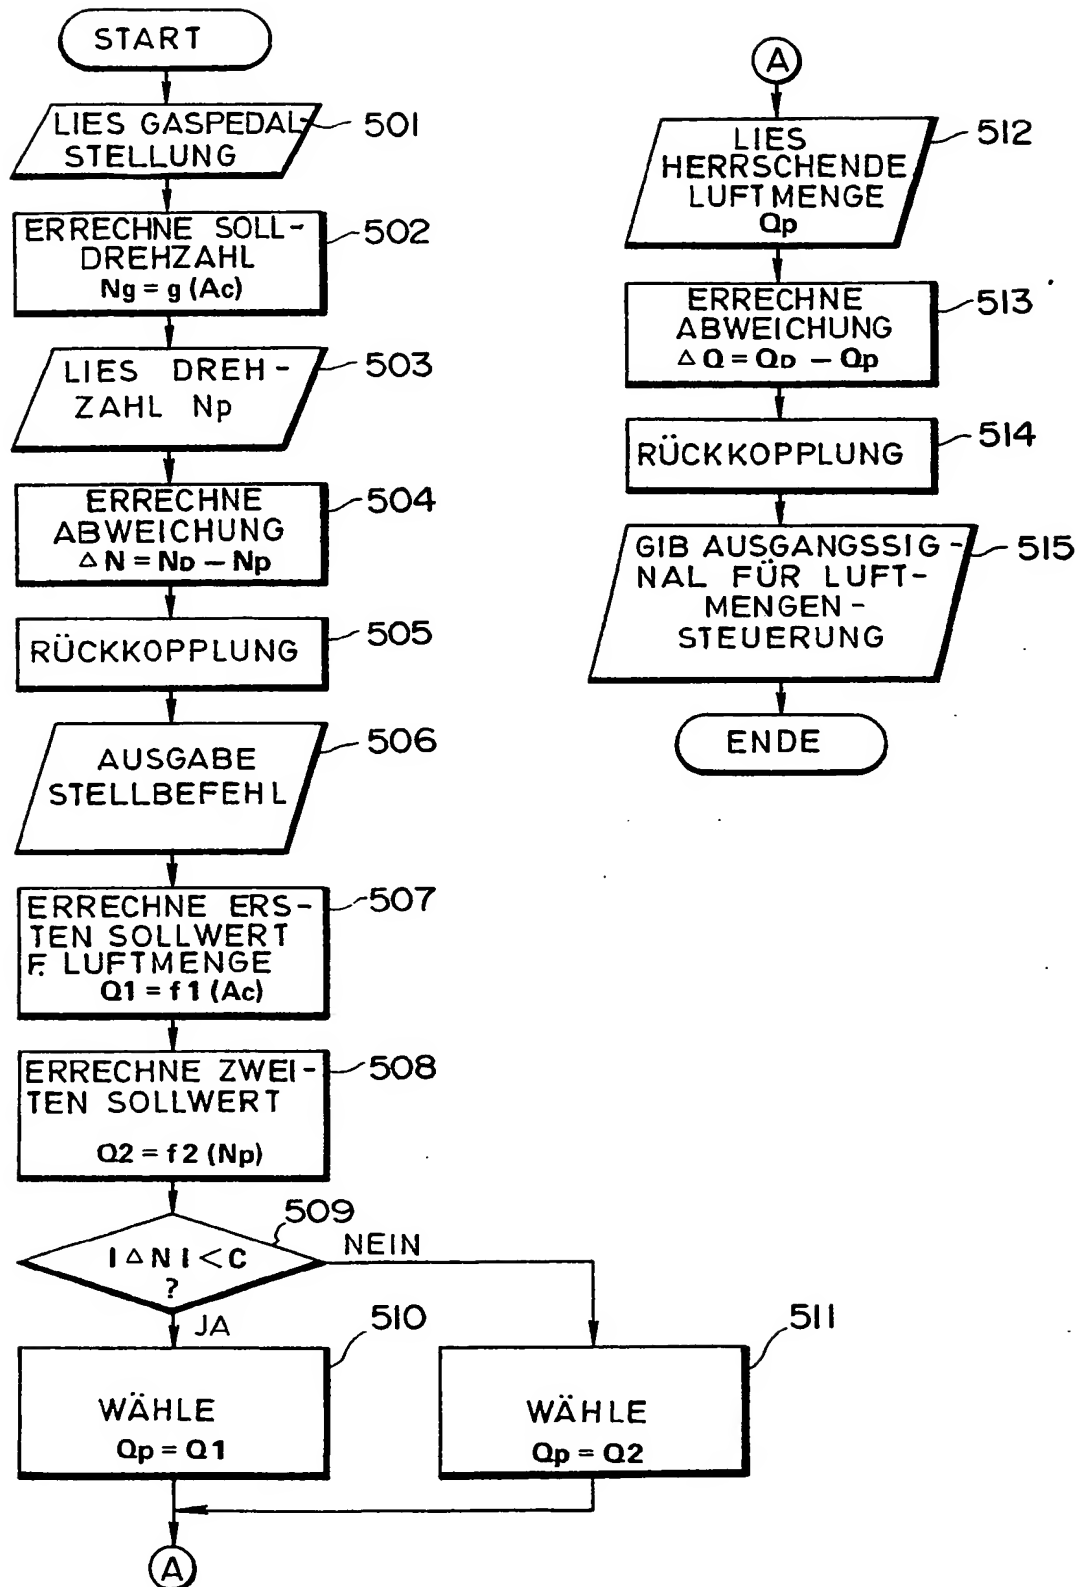 START
LIES GASPEDAL
STELLUNG
501
ERRECHNE SOLL-
DREHZAHL
Ng = g (Ac)
502
LIES DREH-
ZAHL Np
503
ERRECHNE
ABWEICHUNG
△ N = ND − Np
504
RÜCKKOPPLUNG
505
AUSGABE
STELLBEFEHL
506
ERRECHNE ERS-
TEN SOLLWERT
F. LUFTMENGE
Q1 = f1 (Ac)
507
ERRECHNE ZWEI-
TEN SOLLWERT
Q2 = f2 (Np)
508
I △ N I < C
?
509
NEIN
JA
WÄHLE
Qp = Q1
510
WÄHLE
Qp = Q2
511
A
A
LIES
HERRSCHENDE
LUFTMENGE
Qp
512
ERRECHNE
ABWEICHUNG
△ Q = QD − Qp
513
RÜCKKOPPLUNG
514
GIB AUSGANGSSIG-
NAL FÜR LUFT-
MENGEN-
STEUERUNG
515
ENDE